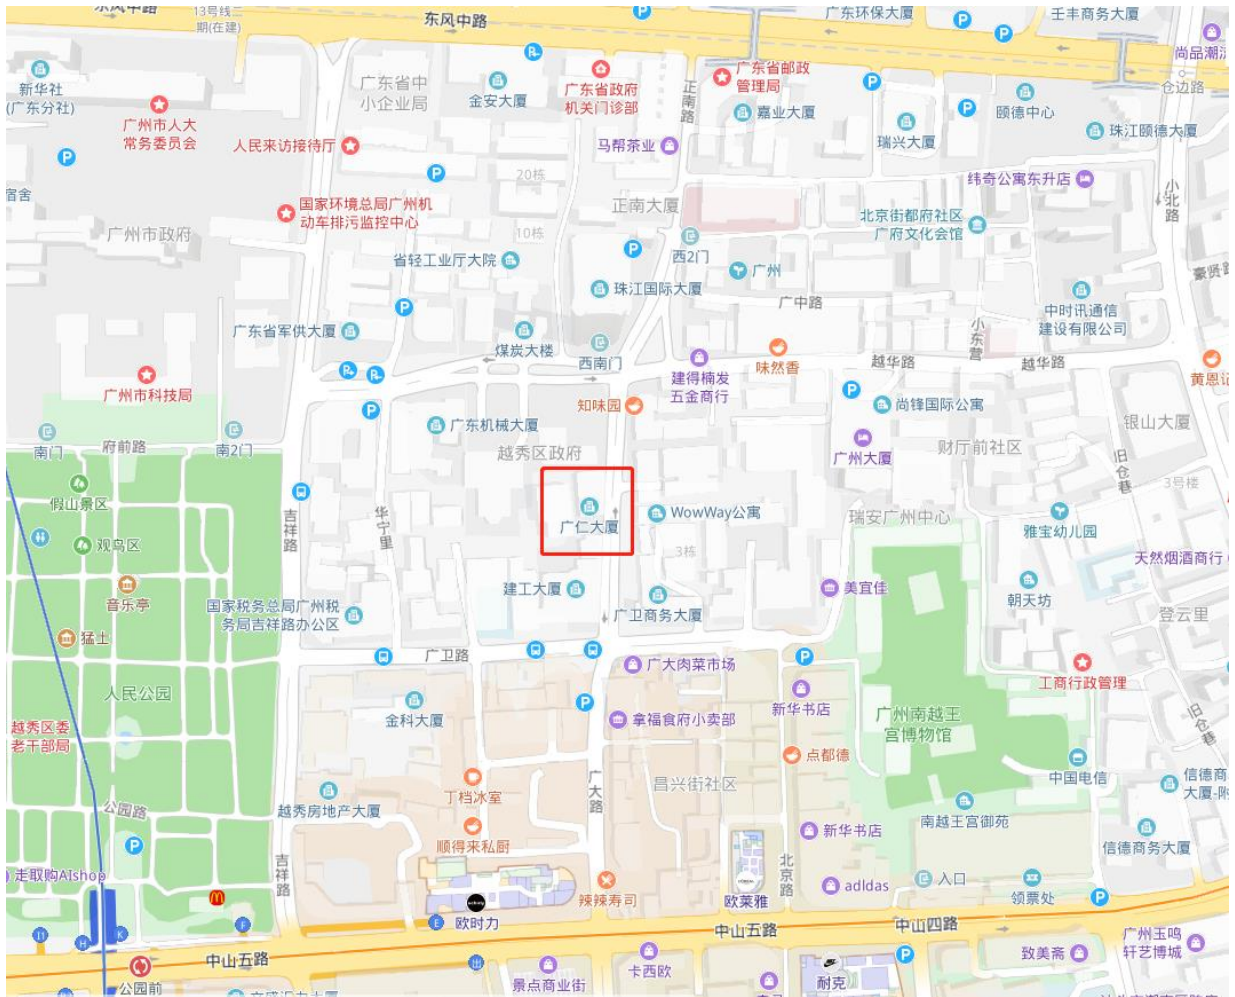 东风中路
13号线二
期(在建)
东风中路
广东环保大厦
壬丰商务大厦
尚品潮流
新华社
(广东分社)
广州市人大
常务委员会
广东省中
小企业局
金安大厦
广东省政府
机关门诊部
正南路
广东省邮政
管理局
嘉业大厦
瑞兴大厦
颐德中心
珠江颐德大厦
仓边路
人民来访接待厅
马帮茶业
20栋
宿舍
国家环境总局广州机
动车排污监控中心
正南大厦
纬奇公寓东升店
小北路
北京街都府社区
广府文化会馆
广州市政府
10栋
省轻工业厅大院
西2门
广州
豪贤路
珠江国际大厦
广中路
中时讯通信
建设有限公司
广东省军供大厦
煤炭大楼
西南门
小东营
味然香
越华路
越华路
建得楠发
五金商行
黄恩记
广州市科技局
知味园
尚锋国际公寓
银山大厦
广东机械大厦
南门
府前路
南2门
越秀区政府
广州大厦
财厅前社区
旧仓巷
3号楼
假山景区
吉祥路
华宁里
广仁大厦
WowWay公寓
瑞安广州中心
雅宝幼儿园
观鸟区
3栋
天然烟酒商行
音乐亭
国家税务总局广州税
务局吉祥路办公区
建工大厦
广卫商务大厦
美宜佳
朝天坊
登云里
猛士
广卫路
广大肉菜市场
工商行政管理
人民公园
金科大厦
拿福食府小卖部
新华书店
广州南越王
宫博物馆
旧仓巷
越秀区委
老干部局
点都德
中国电信
信德商
大厦-附
广大路
昌兴街社区
丁档冰室
公园路
越秀房地产大厦
南越王宫御苑
新华书店
顺得来私厨
信德商务大厦
吉祥路
走取购AIshop
北京路
adldas
入口
领票处
辣辣寿司
欧莱雅
欧时力
中山五路
中山四路
中山五路
致美斋
广州玉鸣
轩艺博城
公园前
景点商业街
卡西欧
耐克